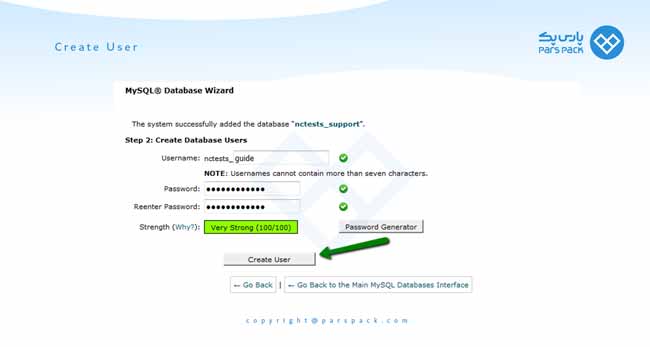 Create User
پارس پک
PARS PACK
MySQL® Database Wizard
The system successfully added the database "nctests_support".
Step 2: Create Database Users
Username: nctests_ guide
NOTE: Usernames cannot contain more than seven characters.
Password: ●●●●●●●●●●●●
Reenter Password: ●●●●●●●●●●●●
Strength (Why?): Very Strong (100/100) Password Generator
Create User
← Go Back | ← Go Back to the Main MySQL Databases Interface
copyright@parspack.com